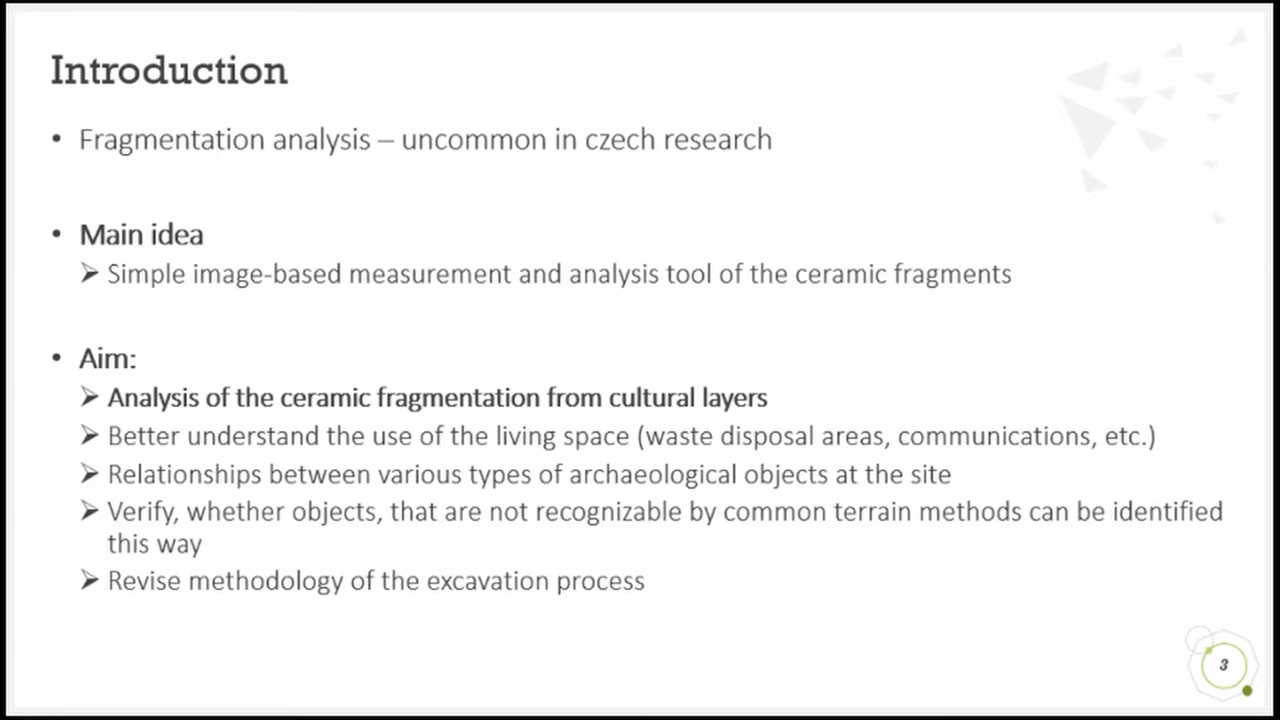 Introduction
• Fragmentation analysis – uncommon in czech research
• Main idea
➢ Simple image-based measurement and analysis tool of the ceramic fragments
• Aim:
➢ Analysis of the ceramic fragmentation from cultural layers
➢ Better understand the use of the living space (waste disposal areas, communications, etc.)
➢ Relationships between various types of archaeological objects at the site
➢ Verify, whether objects, that are not recognizable by common terrain methods can be identified
this way
➢ Revise methodology of the excavation process
3